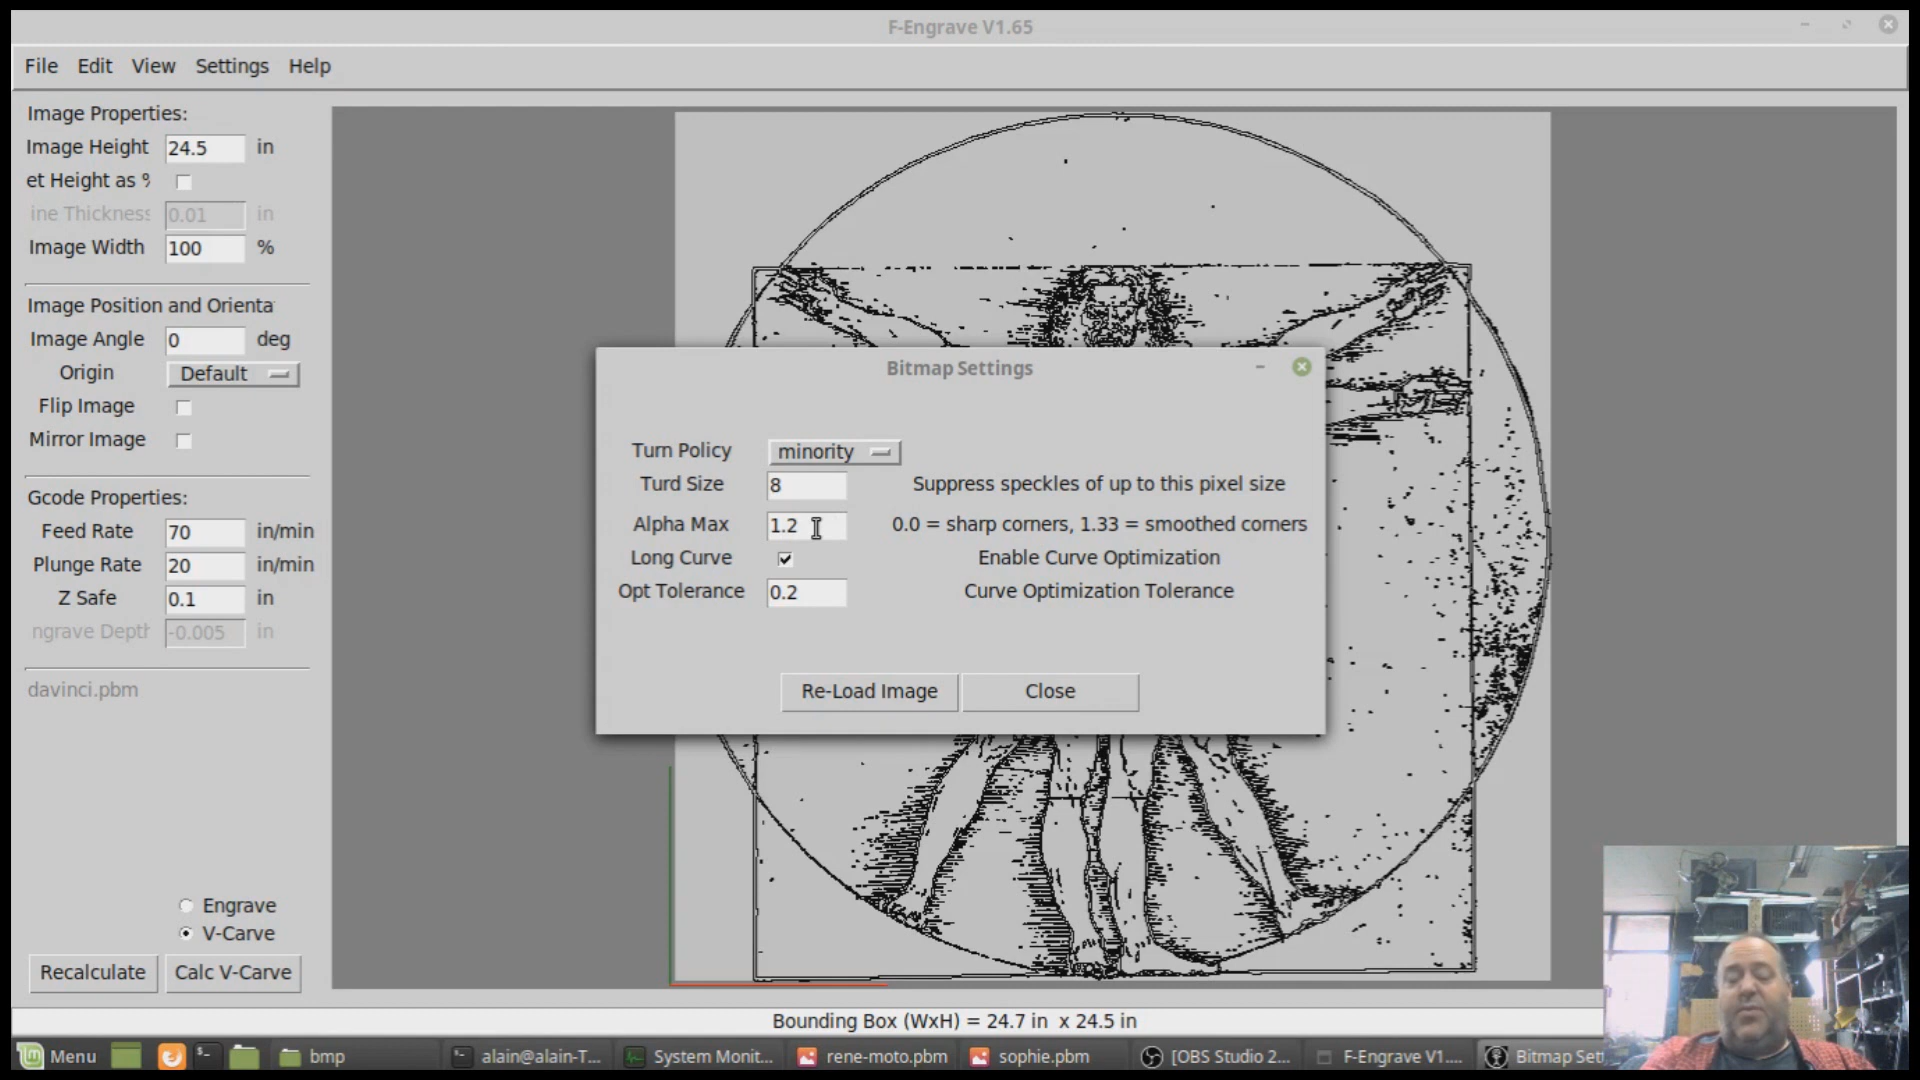 F-Engrave V1.65
File Edit View Settings Help
Image Properties:
Image Height 24.5 in
et Height as %
ine Thickness 0.01 in
Image Width 100 %
Image Position and Orienta
Image Angle 0 deg
Origin Default
Flip Image
Mirror Image
Gcode Properties:
Feed Rate 70 in/min
Plunge Rate 20 in/min
Z Safe 0.1 in
ngrave Depth -0.005 in
davinci.pbm
Engrave
V-Carve
Recalculate Calc V-Carve
Bitmap Settings
Turn Policy minority
Turd Size 8 Suppress speckles of up to this pixel size
Alpha Max 1.2 0.0 = sharp corners, 1.33 = smoothed corners
Long Curve Enable Curve Optimization
Opt Tolerance 0.2 Curve Optimization Tolerance
Re-Load Image Close
Bounding Box (WxH) = 24.7 in x 24.5 in
Menu bmp alain@alain-T... System Monit... rene-moto.pbm sophie.pbm [OBS Studio 2... F-Engrave V1.... Bitmap Set